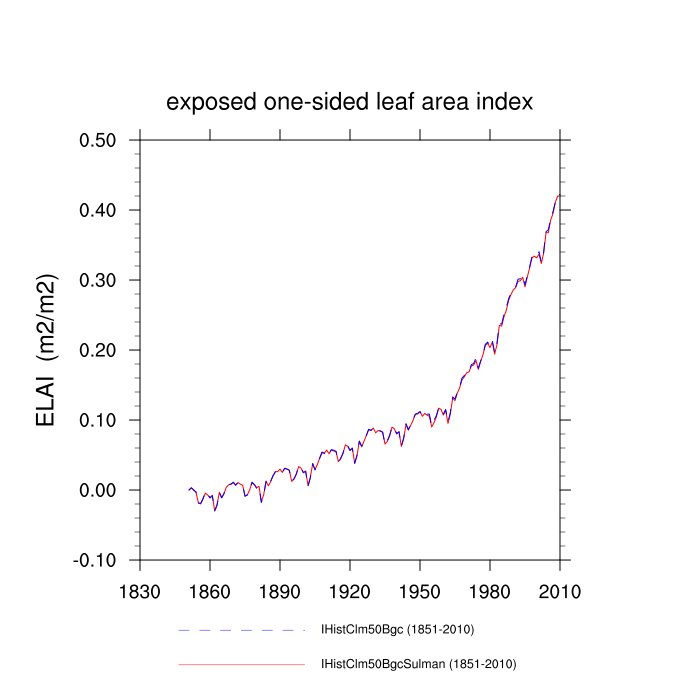 exposed one-sided leaf area index
0.50
0.40
0.30
0.20
0.10
0.00
-0.10
ELAI (m2/m2)
1830 1860 1890 1920 1950 1980 2010
IHistClm50Bgc (1851-2010)
IHistClm50BgcSulman (1851-2010)